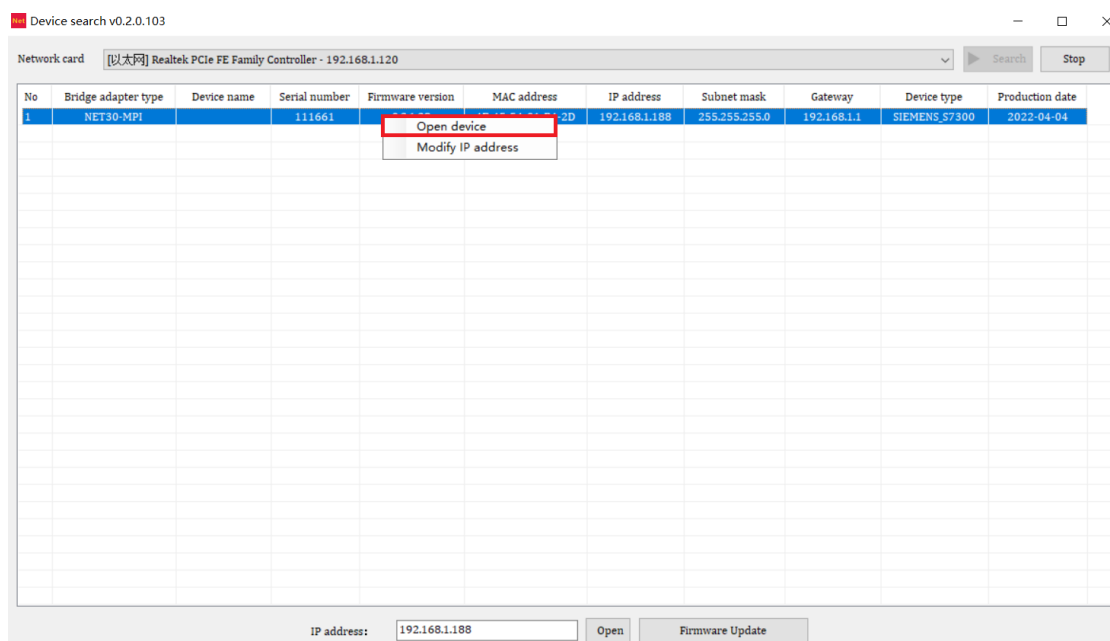 Net Device search v0.2.0.103
Network card [以太网] Realtek PCIe FE Family Controller - 192.168.1.120 Search Stop
No Bridge adapter type Device name Serial number Firmware version MAC address IP address Subnet mask Gateway Device type Production date
1 NET30-MPI 111661 -2D 192.168.1.188 255.255.255.0 192.168.1.1 SIEMENS_S7300 2022-04-04
Open device
Modify IP address
IP address: 192.168.1.188 Open Firmware Update